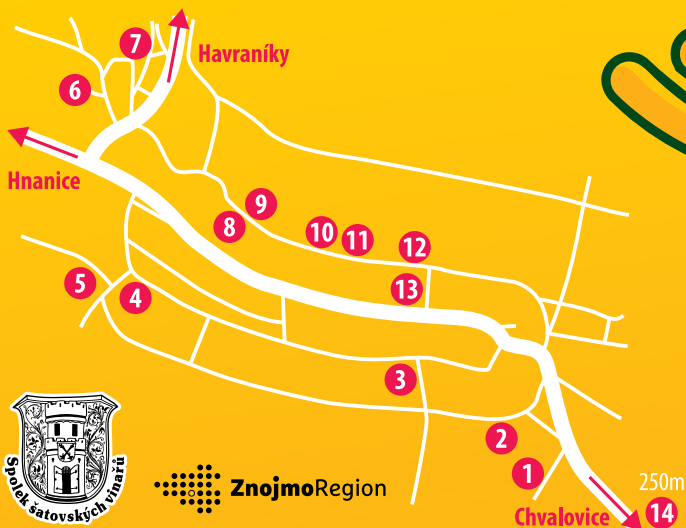 7
Havraníky
6
Hnanice
9
8
10
11
12
13
5
4
3
2
1
Spolek šatovských vinařů
ZnojmoRegion
250m
Chvalovice
14